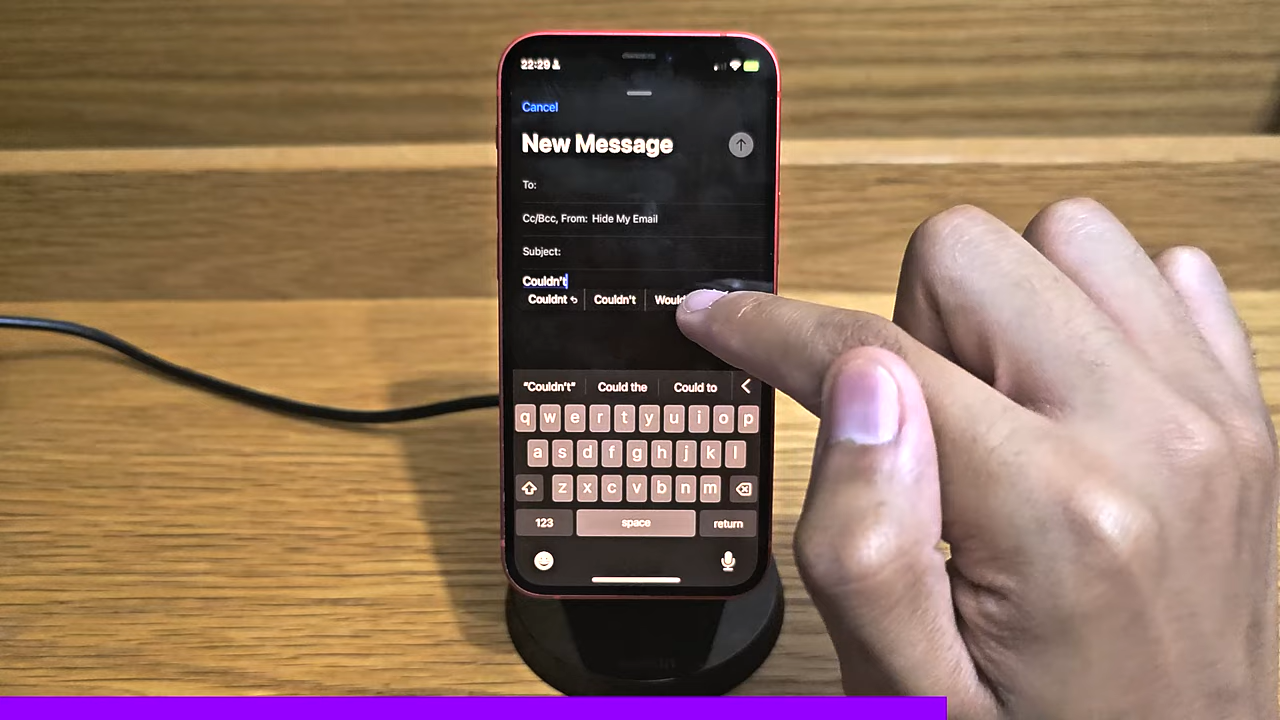 22:29
Cancel
New Message
To:
Cc/Bcc, From: Hide My Email
Subject:
Couldn't
Couldnt Couldn't
"Couldn't" Could the Could to
q w e r t y u i o p
a s d f g h j k l
z x c v b n m
123 space return